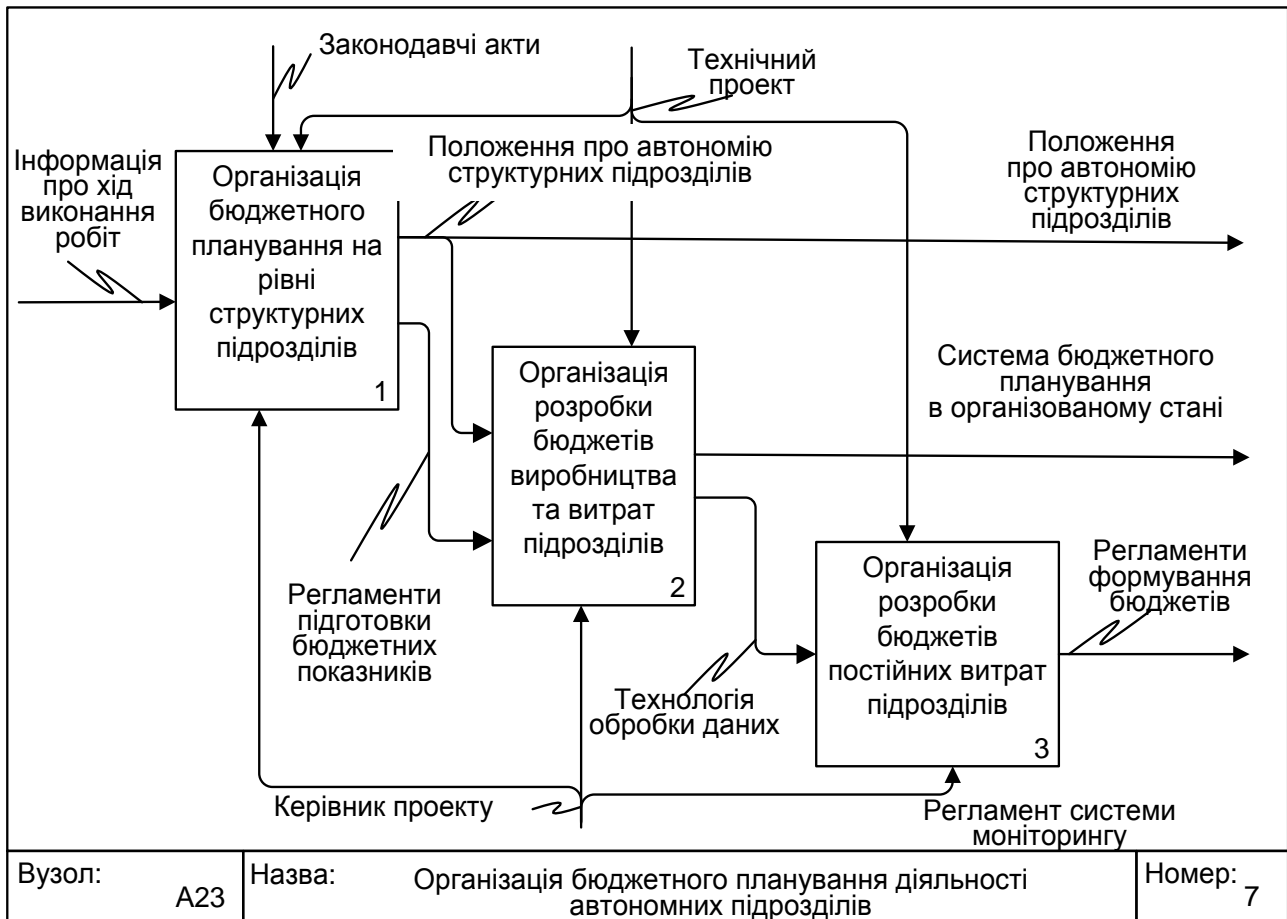 Законодавчі акти
Технічний
проект
Інформація
про хід
виконання
робіт
Організація
бюджетного
планування на
рівні
структурних
підрозділів
1
Положення про автономію
структурних підрозділів
Положення
про автономію
структурних
підрозділів
Організація
розробки
бюджетів
виробництва
та витрат
підрозділів
2
Система бюджетного
планування
в організованому стані
Регламенти
підготовки
бюджетних
показників
Організація
розробки
бюджетів
постійних витрат
підрозділів
3
Регламенти
формування
бюджетів
Технологія
обробки даних
Керівник проекту
Регламент системи
моніторингу
Вузол:
А23
Назва:
Організація бюджетного планування діяльності
автономних підрозділів
Номер:
7